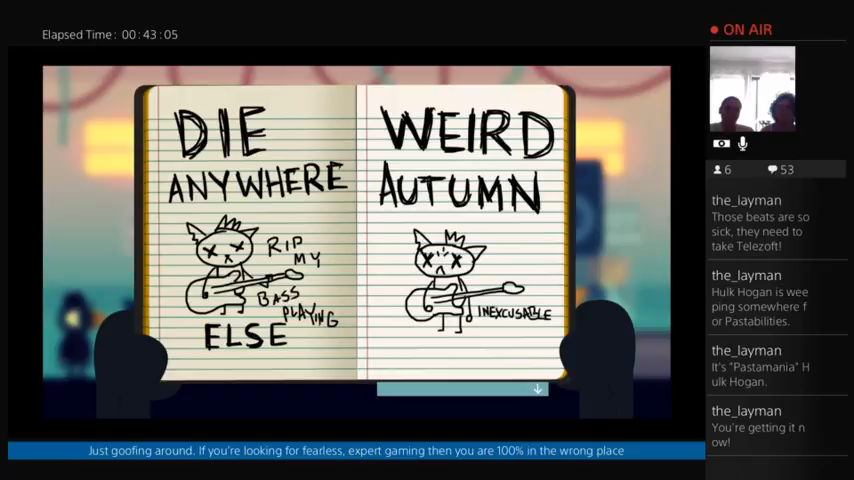 Elapsed Time: 00:43:05
ON AIR
DIE
ANYWHERE
RIP
MY
BASS
PLAYING
ELSE
WEIRD
AUTUMN
INEXCUSABLE
6
53
the_layman
Those beats are so
sick, they need to
take Telezoft!
the_layman
Hulk Hogan is wee
ping somewhere f
or Pastabilities.
the_layman
It's "Pastamania" H
ulk Hogan.
the_layman
You're getting it n
ow!
Just goofing around. If you're looking for fearless, expert gaming then you are 100% in the wrong place